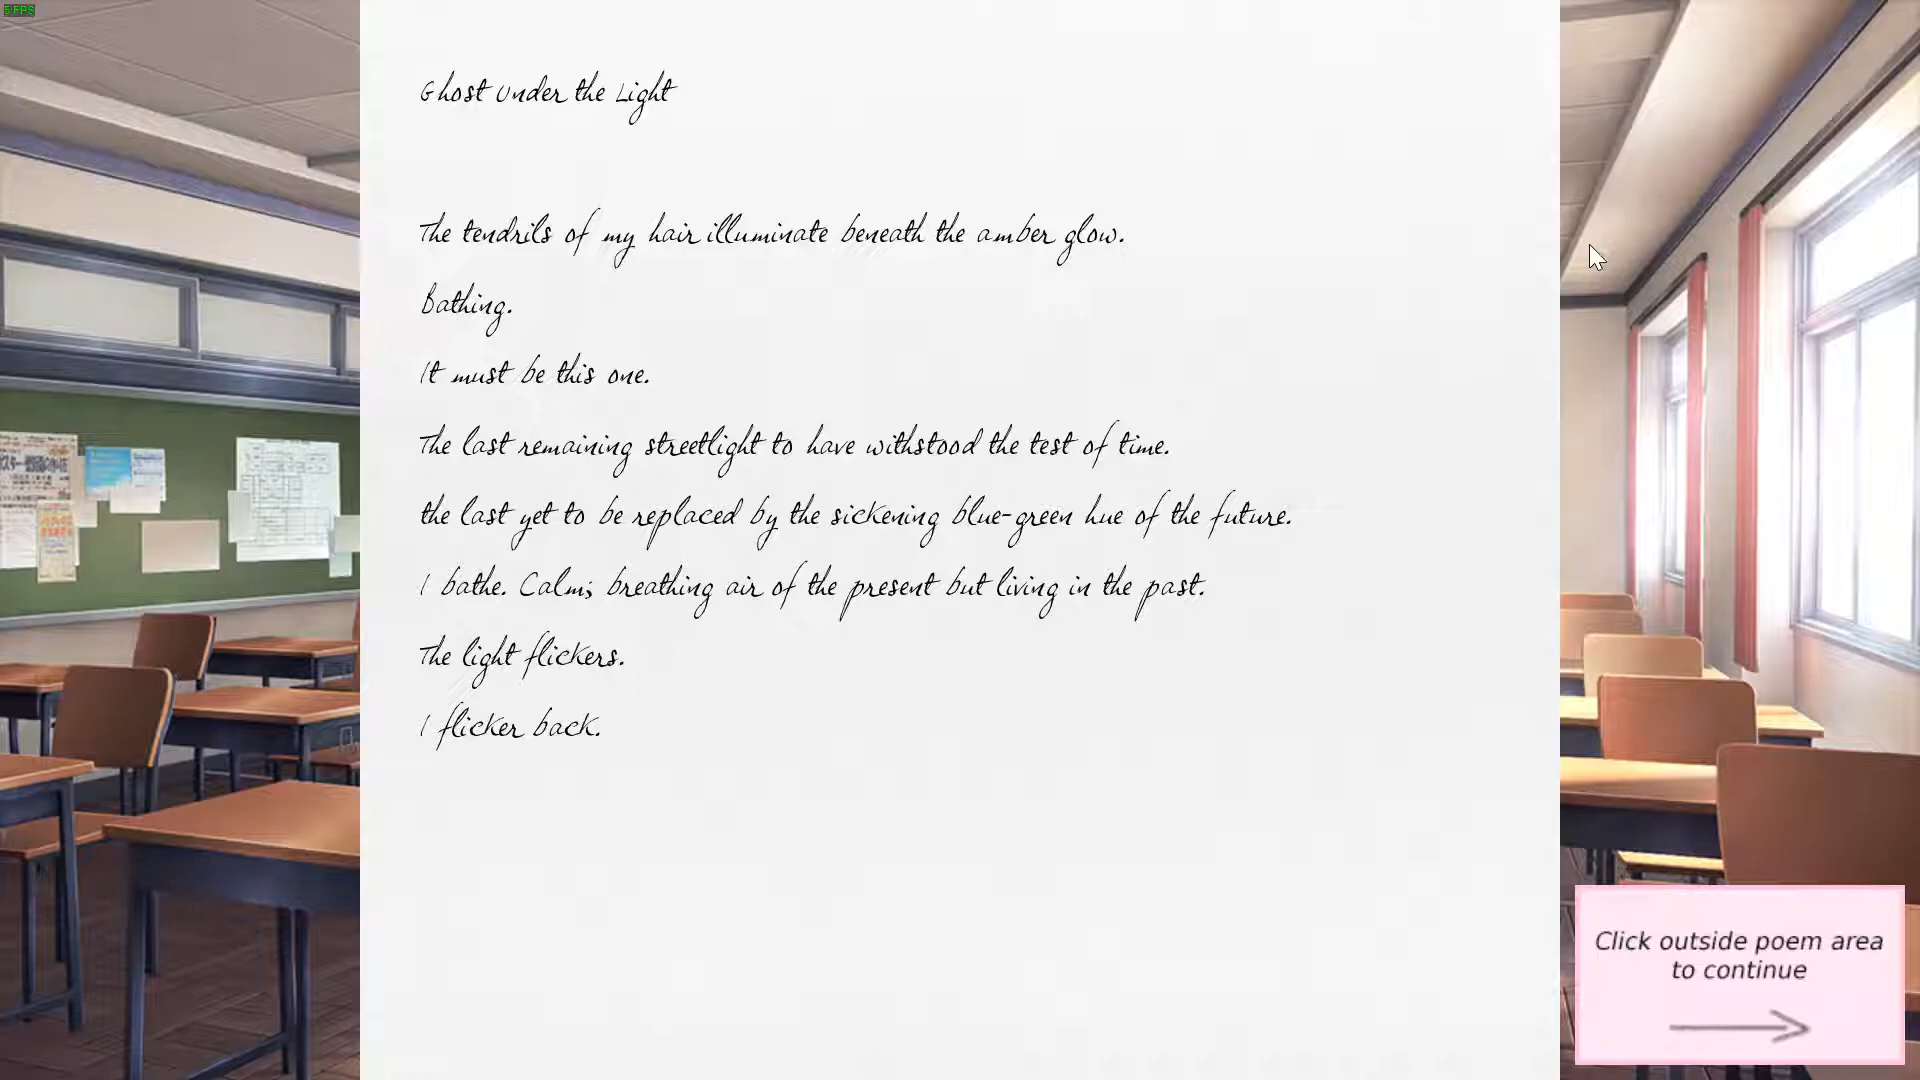 5 FPS
Ghost Under the Light
The tendrils of my hair illuminate beneath the amber glow.
Bathing.
It must be this one.
The last remaining streetlight to have withstood the test of time.
the last yet to be replaced by the sickening blue-green hue of the future.
I bathe. Calm; breathing air of the present but living in the past.
The light flickers.
I flicker back.
Click outside poem area
to continue